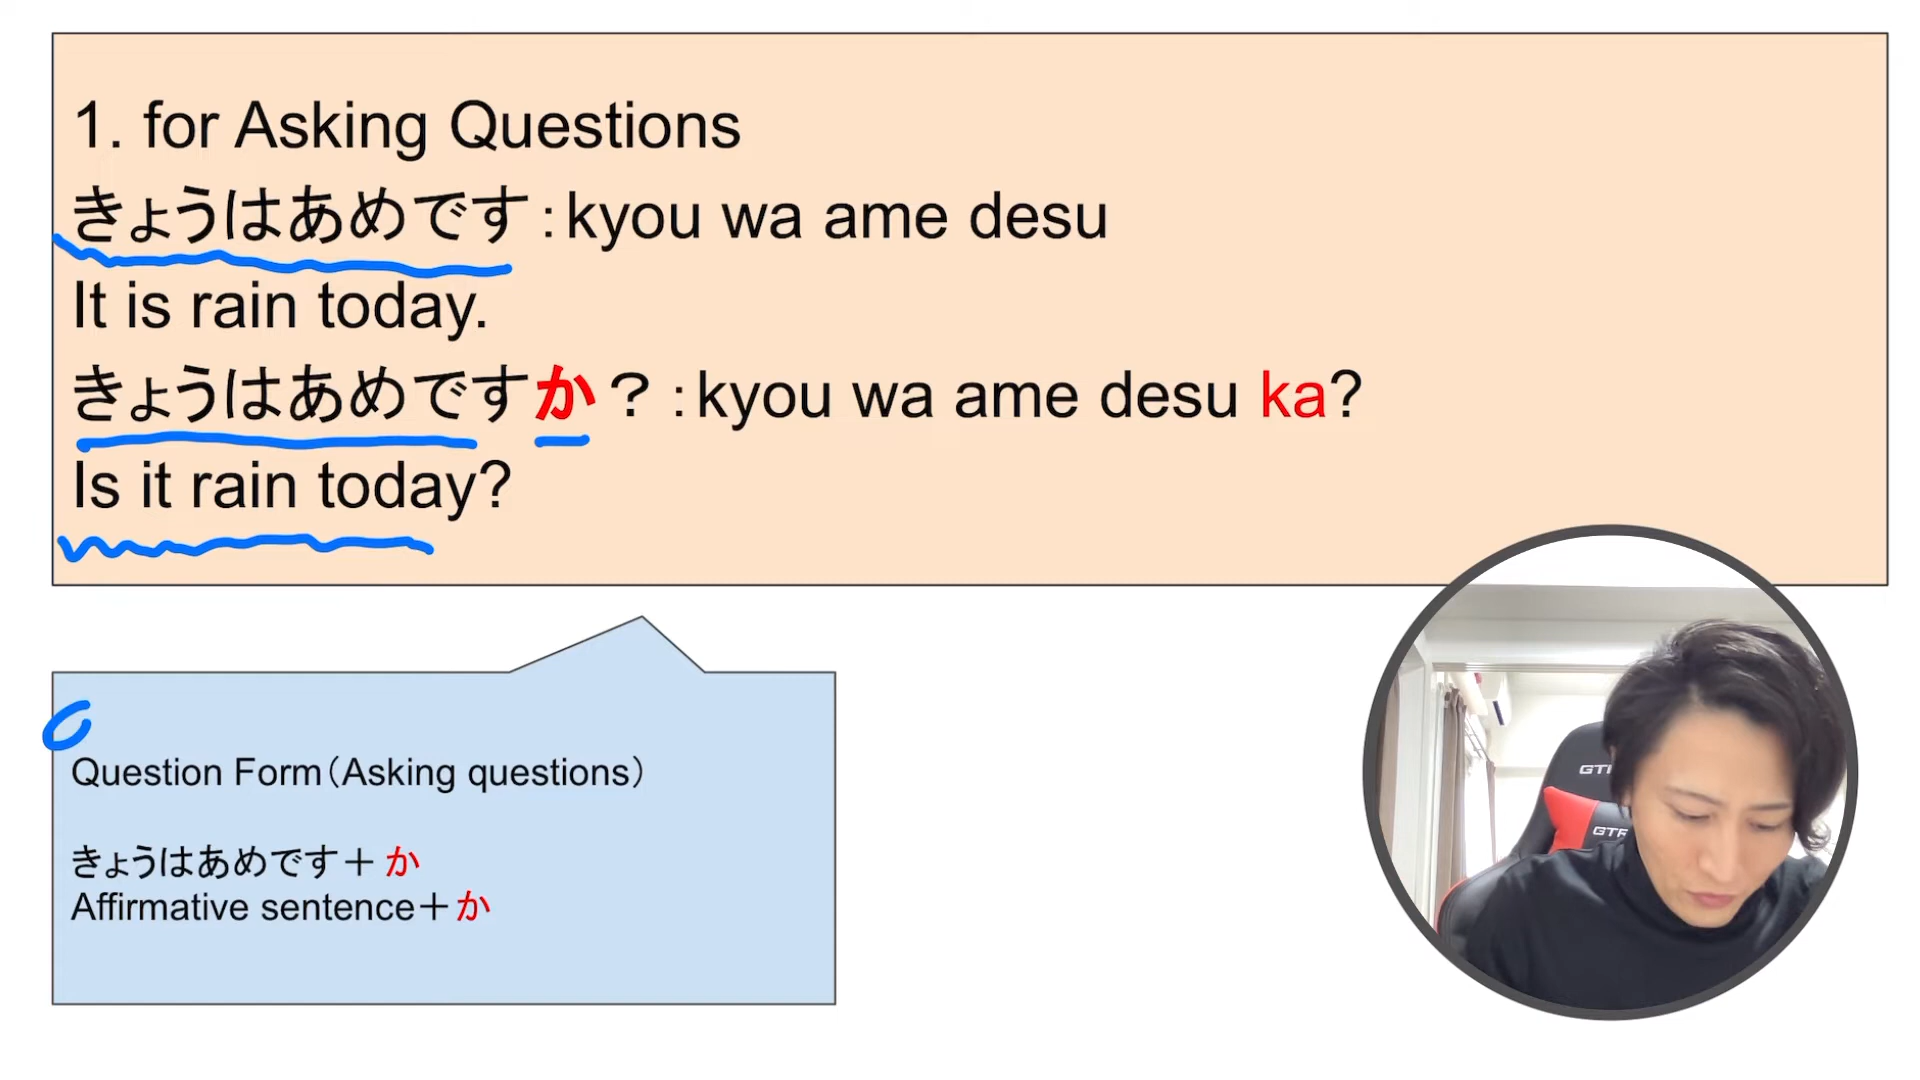 1. for Asking Questions
きょうはあめです：kyou wa ame desu
It is rain today.
きょうはあめですか？：kyou wa ame desu ka?
Is it rain today?
Question Form（Asking questions）
きょうはあめです＋か
Affirmative sentence＋か